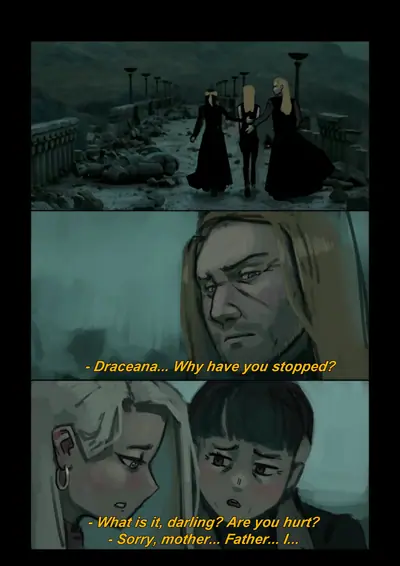 - Draceana... Why have you stopped?
- What is it, darling? Are you hurt?
- Sorry, mother... Father... I...